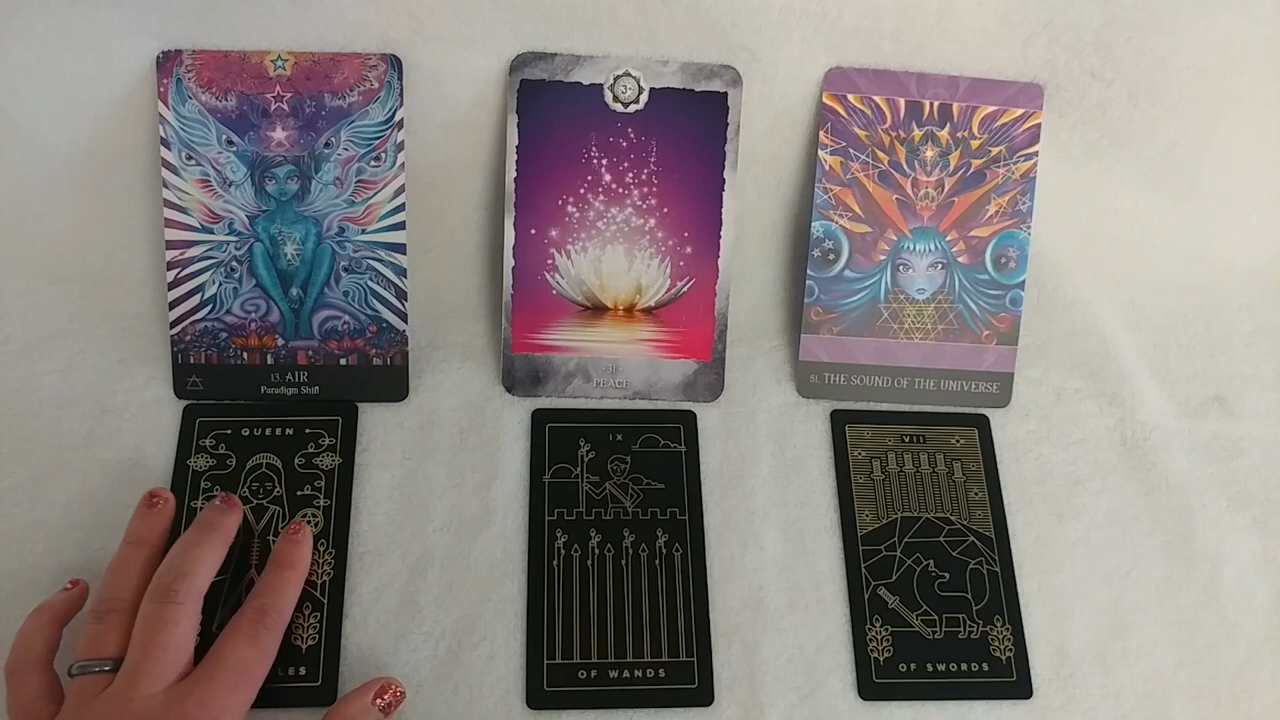 13. AIR
Paradigm Shift
3
- 31 -
PEACE
51. THE SOUND OF THE UNIVERSE
QUEEN
LES
IX
OF WANDS
VII
OF SWORDS